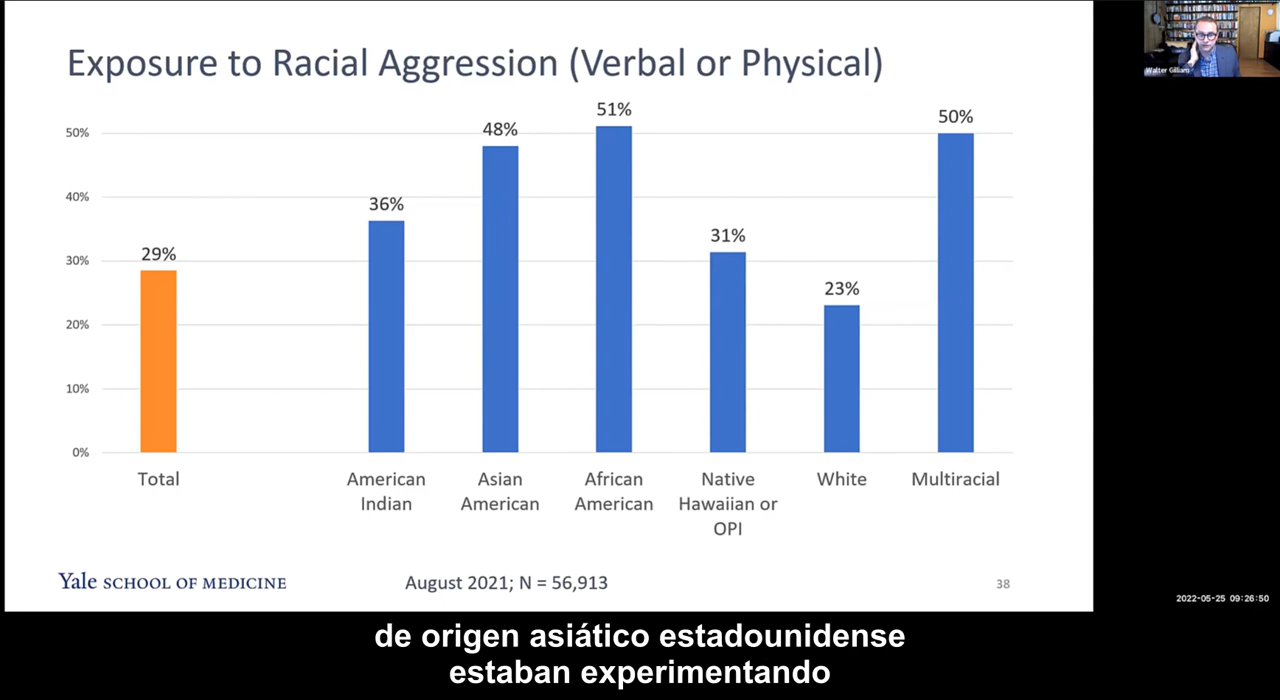 Exposure to Racial Aggression (Verbal or Physical)
Walter Gilliam
50%
40%
30%
20%
10%
0%
29%
36%
48%
51%
31%
23%
50%
Total
American
Indian
Asian
American
African
American
Native
Hawaiian or
OPI
White
Multiracial
Yale SCHOOL OF MEDICINE
August 2021; N = 56,913
38
2022-05-25 09:26:50
de origen asiático estadounidense
estaban experimentando